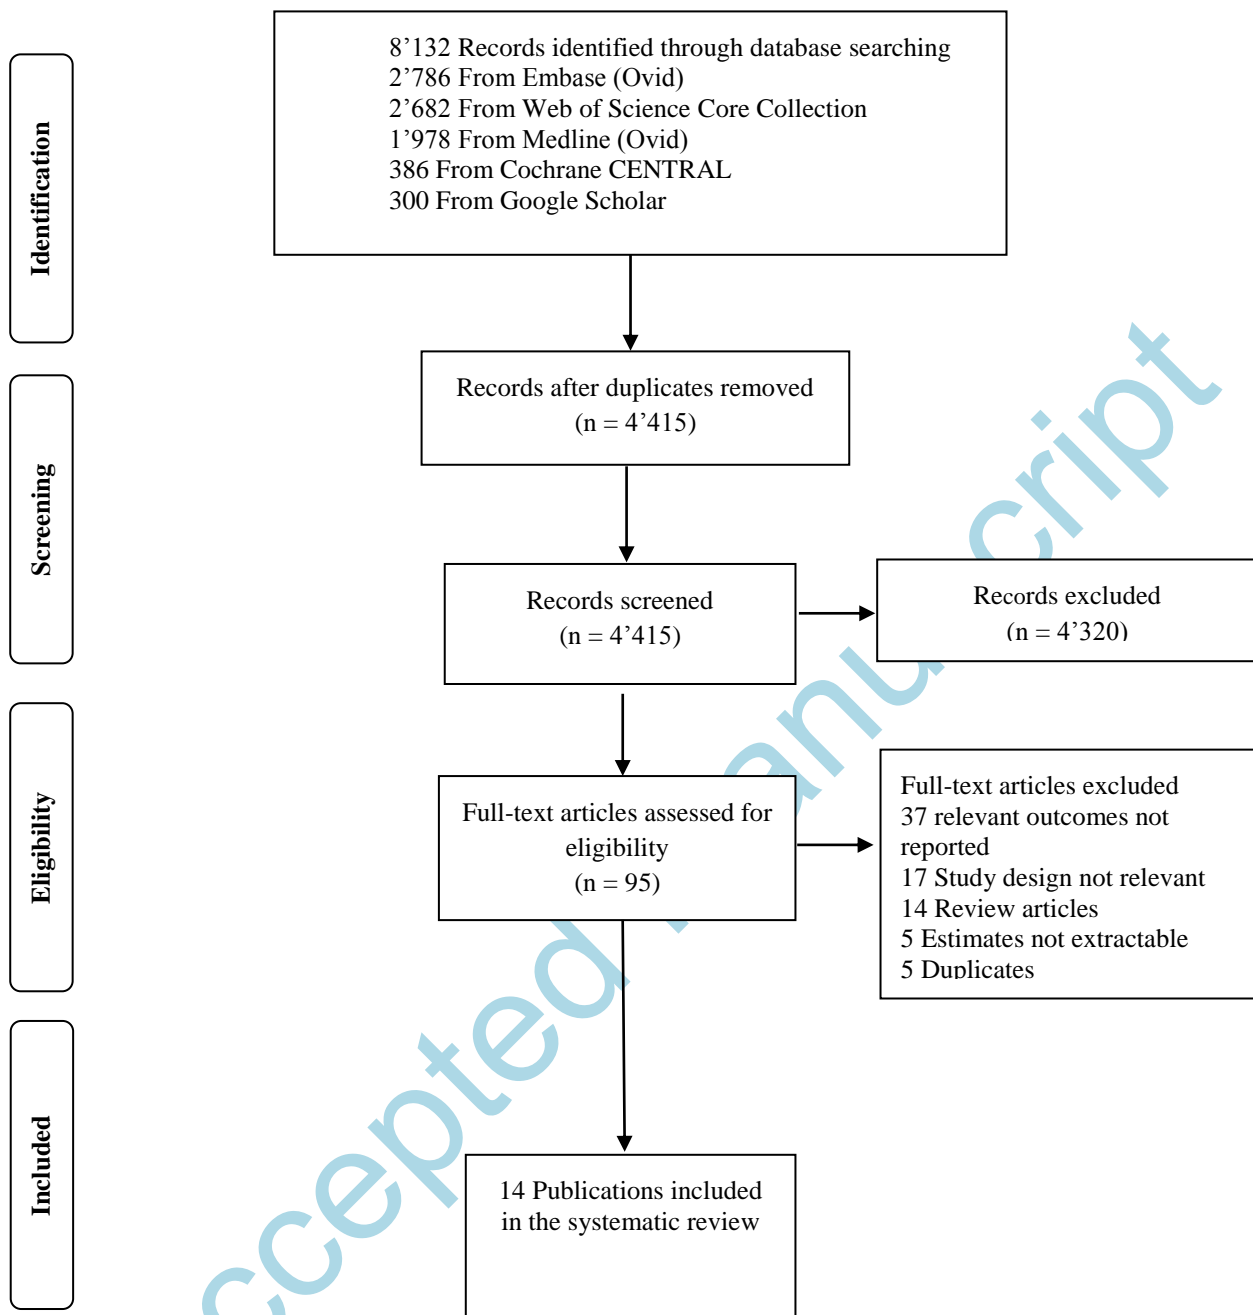 8’132 Records identified through database searching
2’786 From Embase (Ovid)
2’682 From Web of Science Core Collection
1’978 From Medline (Ovid)
386 From Cochrane CENTRAL
300 From Google Scholar
Identification
Records after duplicates removed
(n = 4’415)
Screening
Records screened
(n = 4’415)
Records excluded
(n = 4’320)
Eligibility
Full-text articles assessed for
eligibility
(n = 95)
Full-text articles excluded
37 relevant outcomes not
reported
17 Study design not relevant
14 Review articles
5 Estimates not extractable
5 Duplicates
Included
14 Publications included
in the systematic review